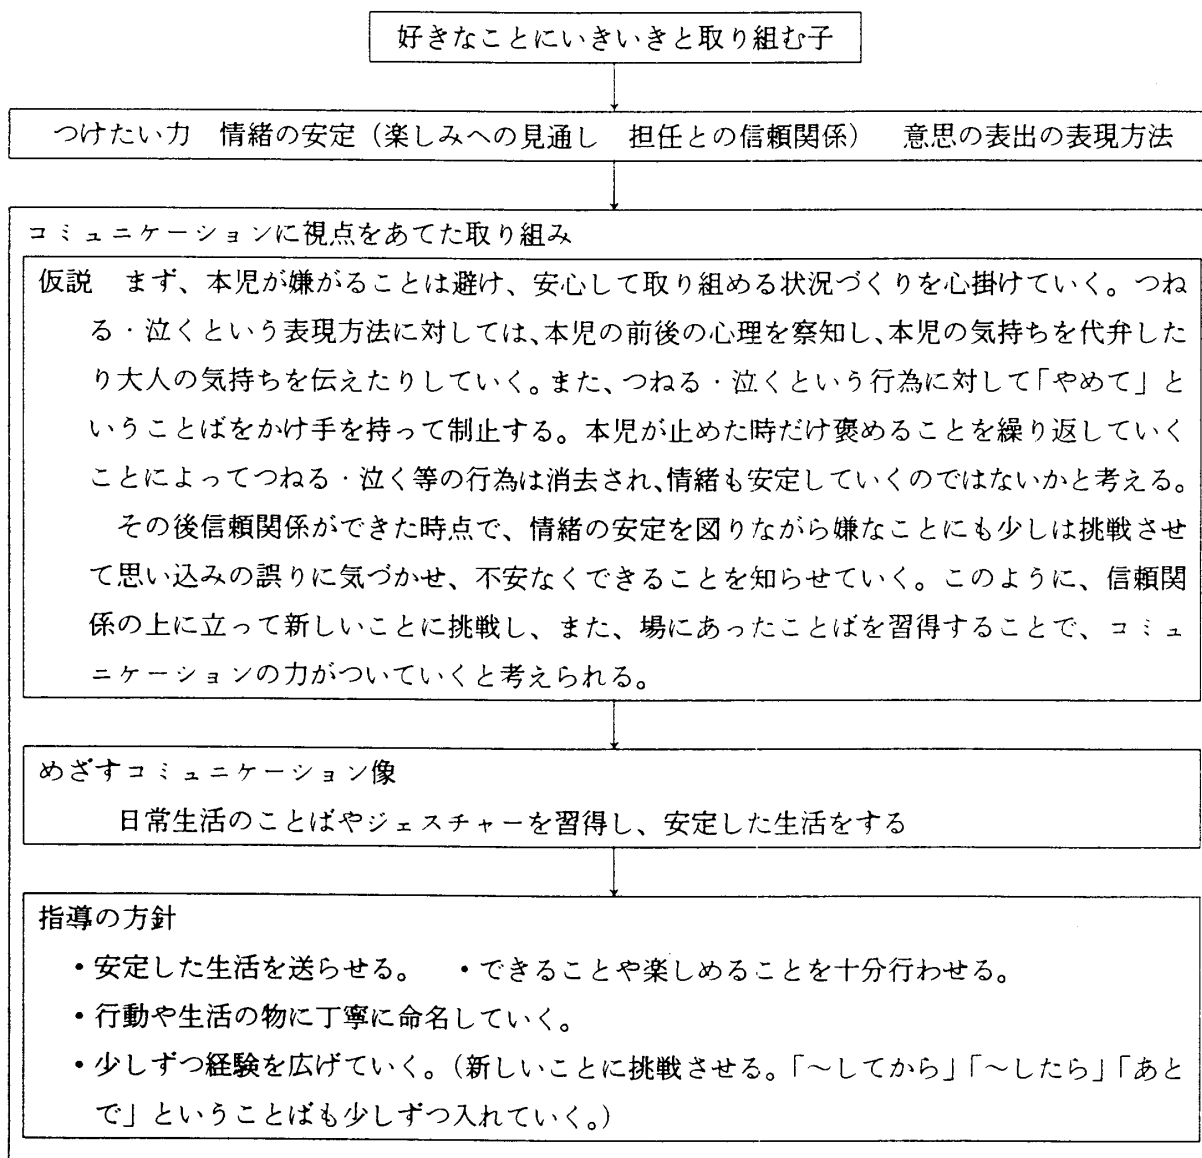 好きなことにいきいきと取り組む子
つけたい力　情緒の安定（楽しみへの見通し　担任との信頼関係）　意思の表出の表現方法
コミュニケーションに視点をあてた取り組み
仮説　まず、本児が嫌がることは避け、安心して取り組める状況づくりを心掛けていく。つね
る・泣くという表現方法に対しては、本児の前後の心理を察知し、本児の気持ちを代弁した
り大人の気持ちを伝えたりしていく。また、つねる・泣くという行為に対して「やめて」と
いうことばをかけ手を持って制止する。本児が止めた時だけ褒めることを繰り返していく
ことによってつねる・泣く等の行為は消去され、情緒も安定していくのではないかと考える。
その後信頼関係ができた時点で、情緒の安定を図りながら嫌なことにも少しは挑戦させ
て思い込みの誤りに気づかせ、不安なくできることを知らせていく。このように、信頼関
係の上に立って新しいことに挑戦し、また、場にあったことばを習得することで、コミュ
ニケーションの力がついていくと考えられる。
めざすコミュニケーション像
日常生活のことばやジェスチャーを習得し、安定した生活をする
指導の方針
・安定した生活を送らせる。　・できることや楽しめることを十分行わせる。
・行動や生活の物に丁寧に命名していく。
・少しずつ経験を広げていく。（新しいことに挑戦させる。「～してから」「～したら」「あと
で」ということばも少しずつ入れていく。）